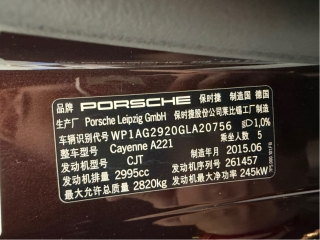 品牌 PORSCHE 保时捷 制造国 德国
生产厂 Porsche Leipzig GmbH 保时捷股份公司莱比锡工厂制造
车辆识别代号 WP1AG2920GLA20756 1,0%
整车型号 Cayenne A221 乘坐人数 5
发动机型号 CJT 制造年月 2015.06
发动机排量 2995cc 发动机号 261457
最大允许总质量 2820kg 发动机最大净功率 245kW